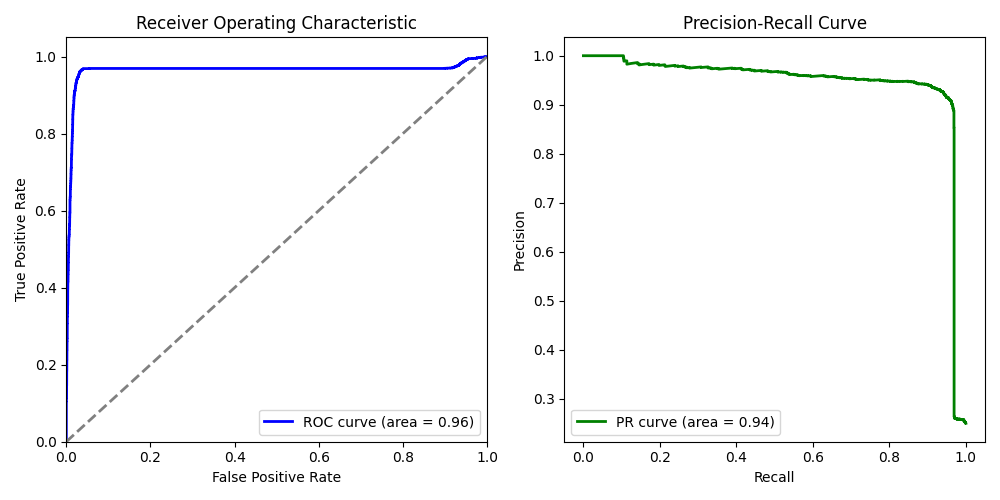 Receiver Operating Characteristic
True Positive Rate
1.0
0.8
0.6
0.4
0.2
0.0
ROC curve (area = 0.96)
0.0 0.2 0.4 0.6 0.8 1.0
False Positive Rate
Precision-Recall Curve
Precision
1.0
0.9
0.8
0.7
0.6
0.5
0.4
0.3
PR curve (area = 0.94)
0.0 0.2 0.4 0.6 0.8 1.0
Recall